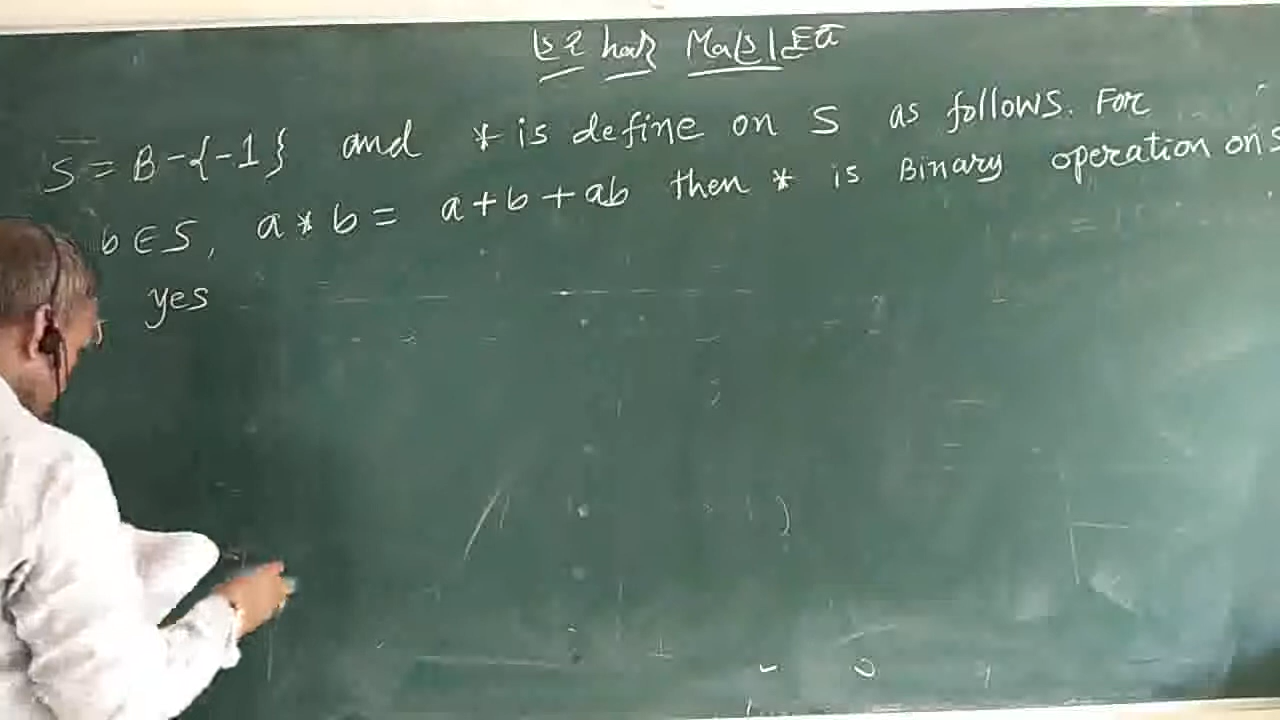 S = B - {-1} and * is define on S as follows. For
b ∈ S, a * b = a + b + ab then * is Binary operation on S
yes